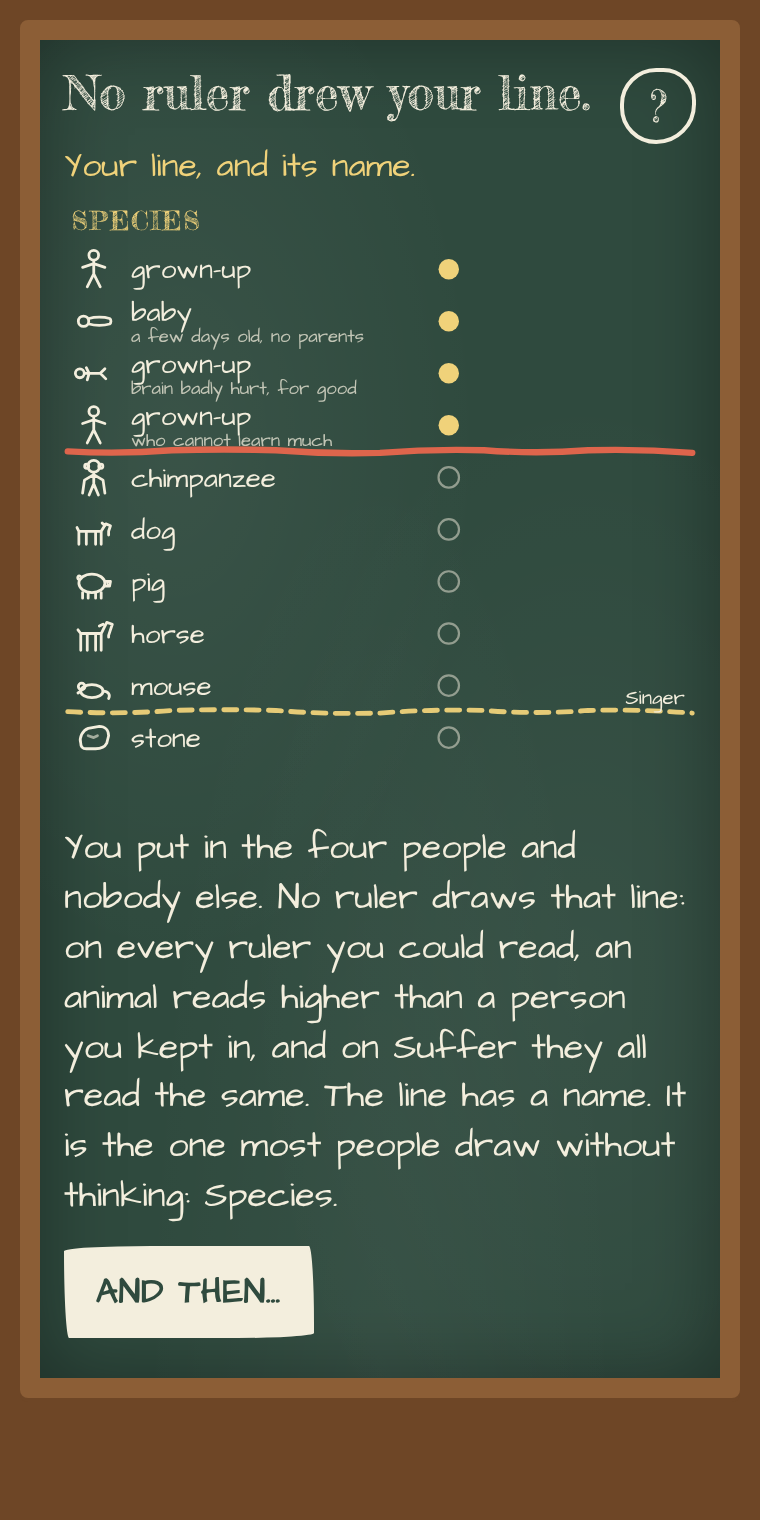 No ruler drew your line.
?
Your line, and its name.
SPECIES
grown-up
baby
a few days old, no parents
grown-up
brain badly hurt, for good
grown-up
who cannot learn much
chimpanzee
dog
pig
horse
mouse
Singer
stone
You put in the four people and
nobody else. No ruler draws that line:
on every ruler you could read, an
animal reads higher than a person
you kept in, and on Suffer they all
read the same. The line has a name. It
is the one most people draw without
thinking: Species.
AND THEN...